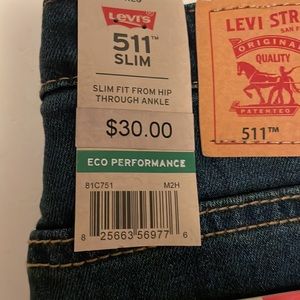 Levi's
511™
SLIM
SLIM FIT FROM HIP
THROUGH ANKLE
$30.00
ECO PERFORMANCE
81C751 M2H
8 25663 56977 6
LEVI STR
SAN F
ORIGINAL
QUALITY
PATENTED
511™